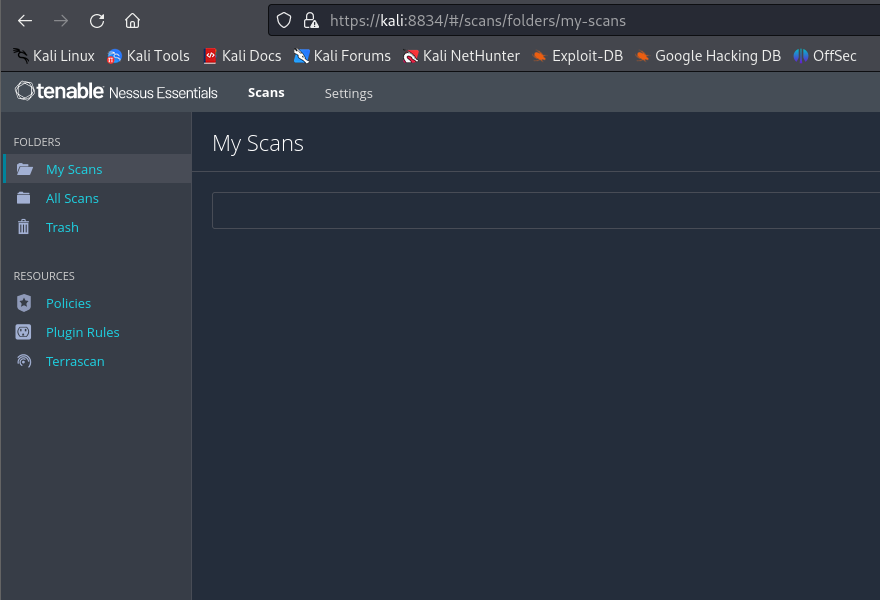 https://kali:8834/#/scans/folders/my-scans
Kali Linux Kali Tools Kali Docs Kali Forums Kali NetHunter Exploit-DB Google Hacking DB OffSec
tenable Nessus Essentials Scans Settings
FOLDERS
My Scans
All Scans
Trash
RESOURCES
Policies
Plugin Rules
Terrascan
My Scans